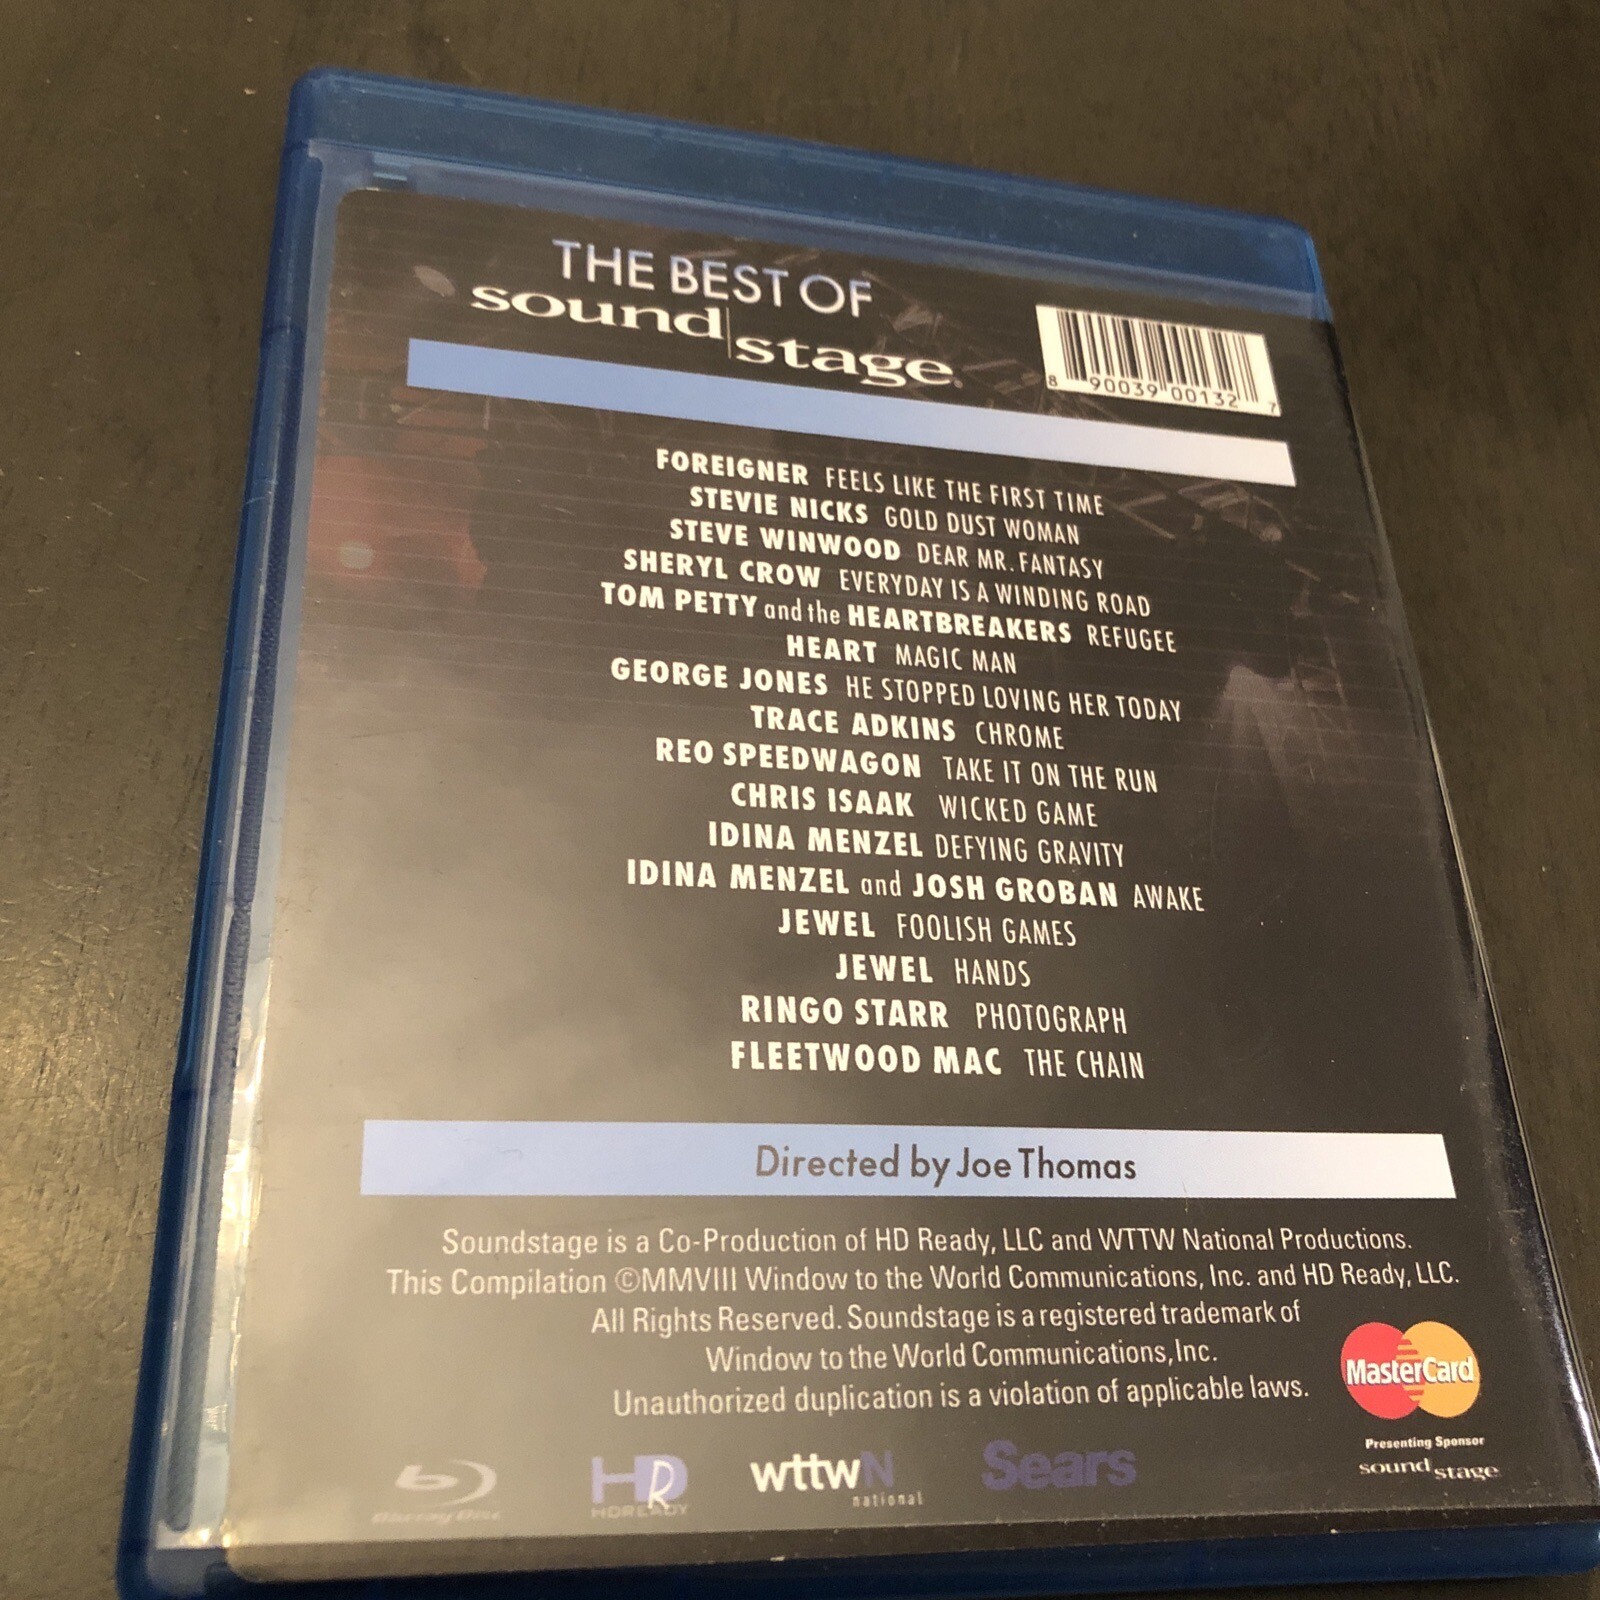 THE BEST OF
sound stage
8 90039 00132 7
FOREIGNER FEELS LIKE THE FIRST TIME
STEVIE NICKS GOLD DUST WOMAN
STEVE WINWOOD DEAR MR. FANTASY
SHERYL CROW EVERYDAY IS A WINDING ROAD
TOM PETTY and the HEARTBREAKERS REFUGEE
HEART MAGIC MAN
GEORGE JONES HE STOPPED LOVING HER TODAY
TRACE ADKINS CHROME
REO SPEEDWAGON TAKE IT ON THE RUN
CHRIS ISAAK WICKED GAME
IDINA MENZEL DEFYING GRAVITY
IDINA MENZEL and JOSH GROBAN AWAKE
JEWEL FOOLISH GAMES
JEWEL HANDS
RINGO STARR PHOTOGRAPH
FLEETWOOD MAC THE CHAIN
Directed by Joe Thomas
Soundstage is a Co-Production of HD Ready, LLC and WTTW National Productions.
This Compilation ©MMVIII Window to the World Communications, Inc. and HD Ready, LLC.
All Rights Reserved. Soundstage is a registered trademark of
Window to the World Communications, Inc.
Unauthorized duplication is a violation of applicable laws.
MasterCard
Presenting Sponsor
sound stage
Blu-ray Disc
HDR
HDREADY
wttwN
national
Sears